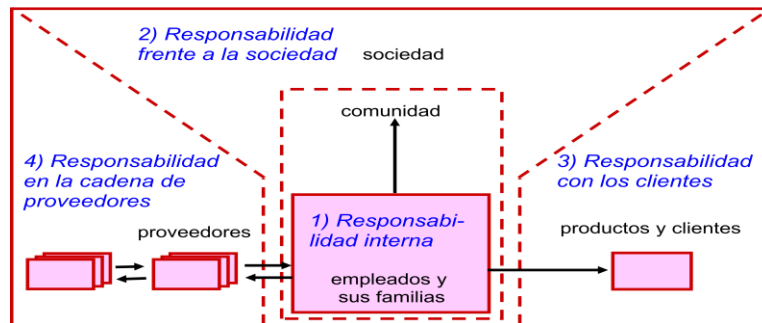 2) Responsabilidad
frente a la sociedad
sociedad
comunidad
4) Responsabilidad
en la cadena de
proveedores
3) Responsabilidad
con los clientes
proveedores
1) Responsabi-
lidad interna
productos y clientes
empleados y
sus familias